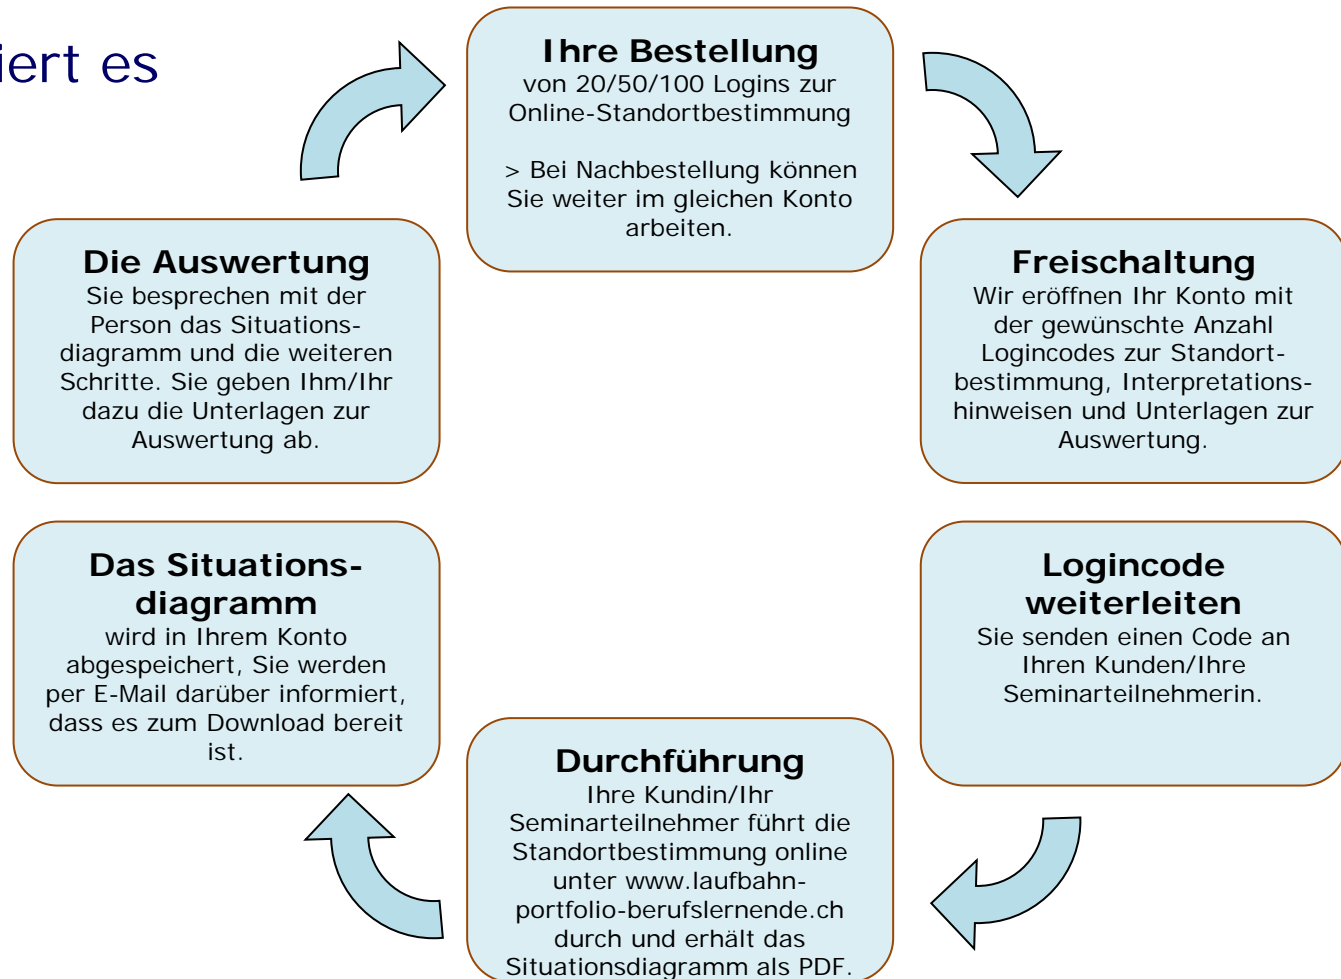 iert es
Ihre Bestellung
von 20/50/100 Logins zur
Online-Standortbestimmung
> Bei Nachbestellung können
Sie weiter im gleichen Konto
arbeiten.
Freischaltung
Wir eröffnen Ihr Konto mit
der gewünschte Anzahl
Logincodes zur Standort-
bestimmung, Interpretations-
hinweisen und Unterlagen zur
Auswertung.
Logincode
weiterleiten
Sie senden einen Code an
Ihren Kunden/Ihre
Seminarteilnehmerin.
Durchführung
Ihre Kundin/Ihr
Seminarteilnehmer führt die
Standortbestimmung online
unter www.laufbahn-
portfolio-berufslernende.ch
durch und erhält das
Situationsdiagramm als PDF.
Das Situations-
diagramm
wird in Ihrem Konto
abgespeichert, Sie werden
per E-Mail darüber informiert,
dass es zum Download bereit
ist.
Die Auswertung
Sie besprechen mit der
Person das Situations-
diagramm und die weiteren
Schritte. Sie geben Ihm/Ihr
dazu die Unterlagen zur
Auswertung ab.